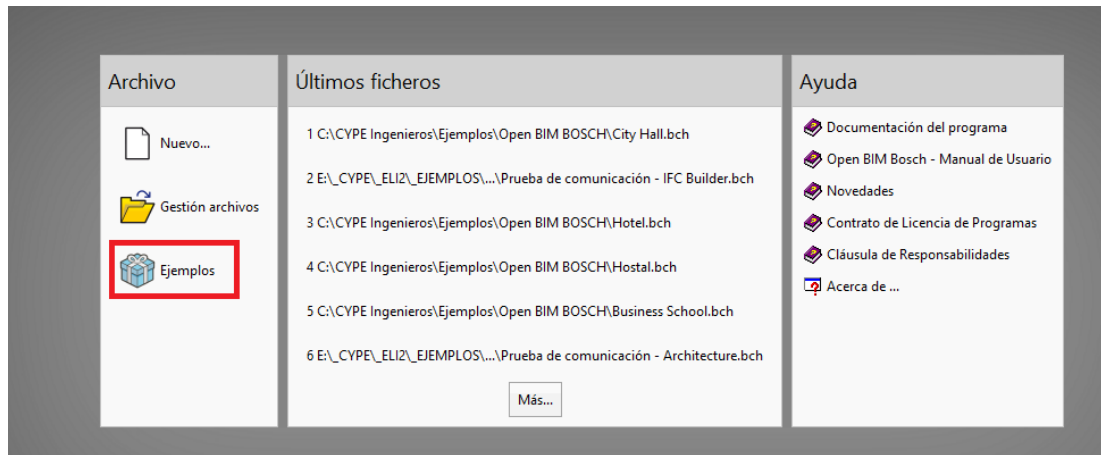 Archivo
Nuevo...
Gestión archivos
Ejemplos
Últimos ficheros
1 C:\CYPE Ingenieros\Ejemplos\Open BIM BOSCH\City Hall.bch
2 E:\_CYPE\_ELI2\_EJEMPLOS\...\Prueba de comunicación - IFC Builder.bch
3 C:\CYPE Ingenieros\Ejemplos\Open BIM BOSCH\Hotel.bch
4 C:\CYPE Ingenieros\Ejemplos\Open BIM BOSCH\Hostal.bch
5 C:\CYPE Ingenieros\Ejemplos\Open BIM BOSCH\Business School.bch
6 E:\_CYPE\_ELI2\_EJEMPLOS\...\Prueba de comunicación - Architecture.bch
Más...
Ayuda
Documentación del programa
Open BIM Bosch - Manual de Usuario
Novedades
Contrato de Licencia de Programas
Cláusula de Responsabilidades
Acerca de ...